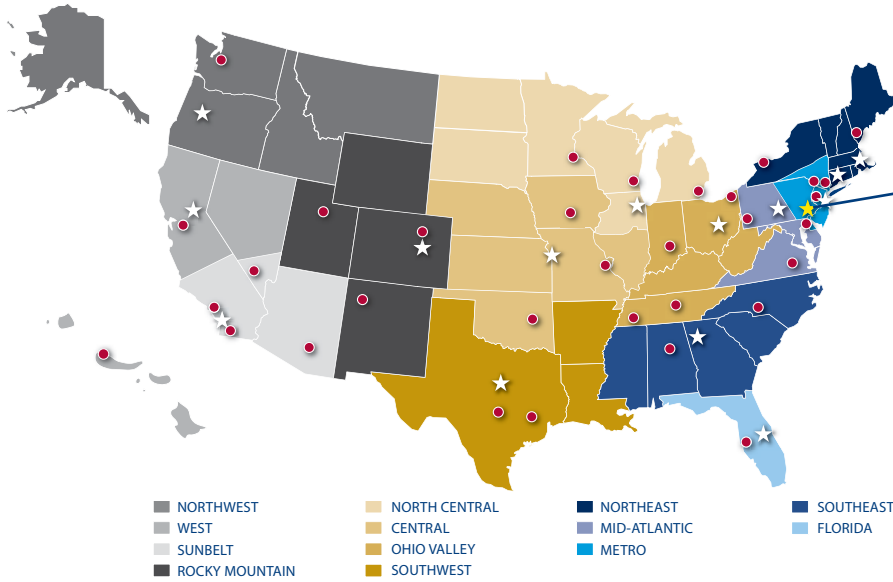 NORTHWEST
WEST
SUNBELT
ROCKY MOUNTAIN
NORTH CENTRAL
CENTRAL
OHIO VALLEY
SOUTHWEST
NORTHEAST
MID-ATLANTIC
METRO
SOUTHEAST
FLORIDA